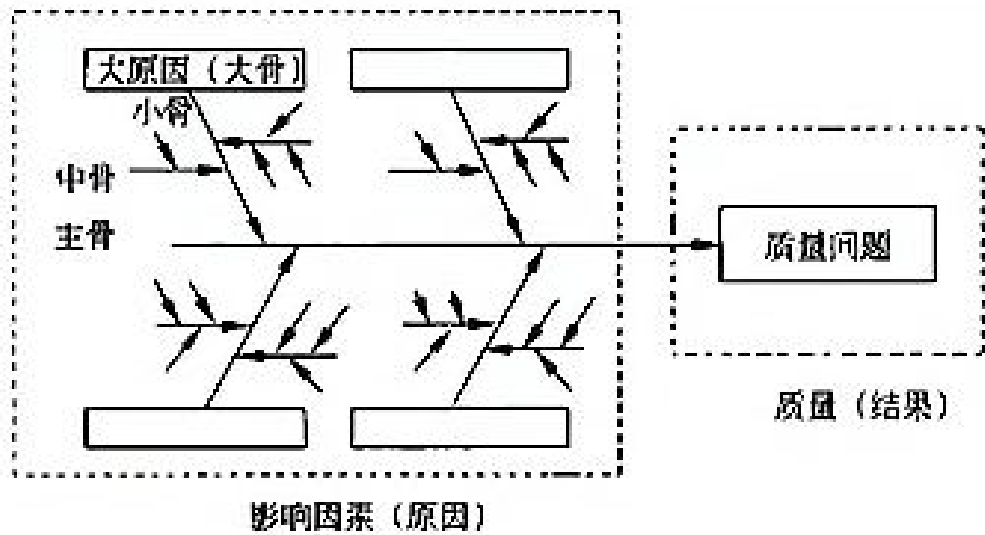 大原因（大骨）
小骨
中骨
主骨
质量问题
质量（结果）
影响因素（原因）